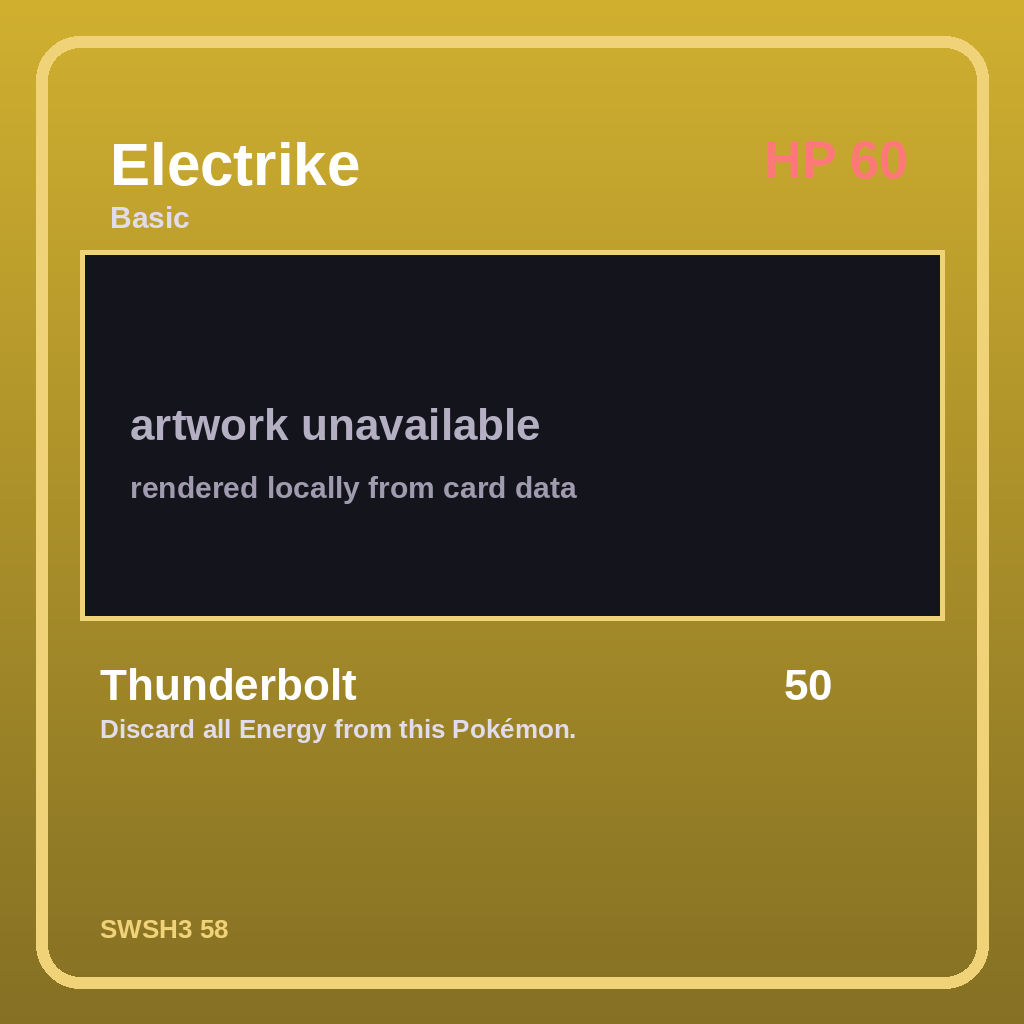 Electrike
HP 60
Basic
artwork unavailable
rendered locally from card data
Thunderbolt
50
Discard all Energy from this Pokémon.
SWSH3 58